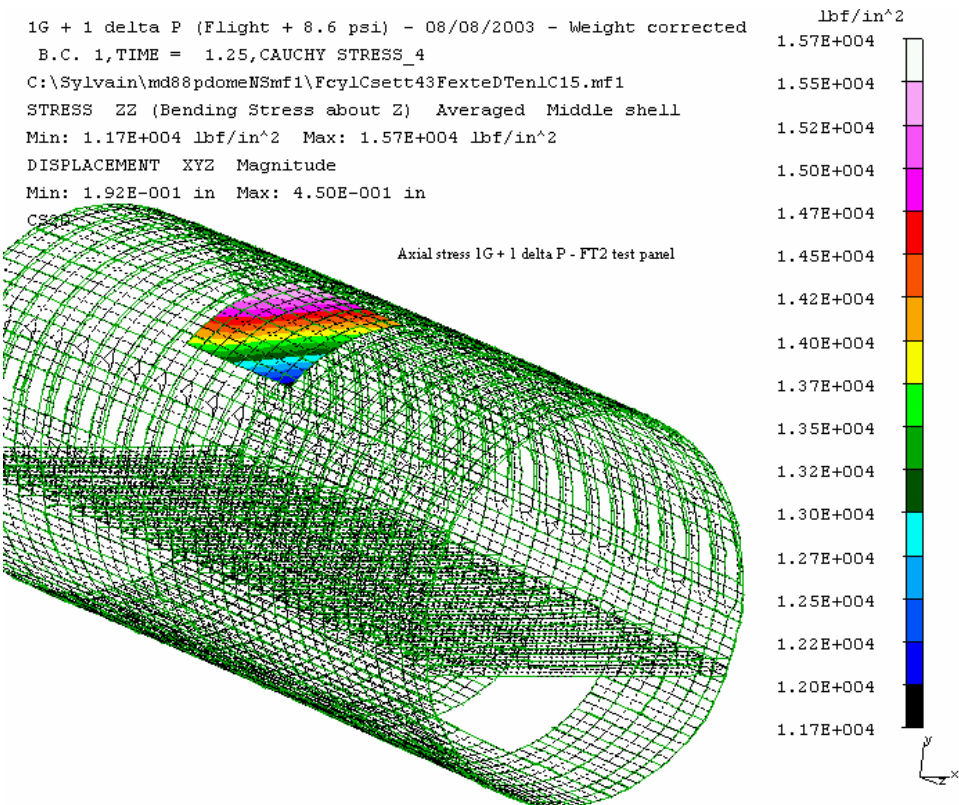 1G + 1 delta P (Flight + 8.6 psi) - 08/08/2003 - Weight corrected
B.C. 1,TIME = 1.25,CAUCHY STRESS_4
C:\Sylvain\md88pdomeNSmf1\FcylCsett43FexteDTenlC15.mf1
STRESS ZZ (Bending Stress about Z) Averaged Middle shell
Min: 1.17E+004 lbf/in^2 Max: 1.57E+004 lbf/in^2
DISPLACEMENT XYZ Magnitude
Min: 1.92E-001 in Max: 4.50E-001 in
Axial stress 1G + 1 delta P - FT2 test panel
lbf/in^2
1.57E+004
1.55E+004
1.52E+004
1.50E+004
1.47E+004
1.45E+004
1.42E+004
1.40E+004
1.37E+004
1.35E+004
1.32E+004
1.30E+004
1.27E+004
1.25E+004
1.22E+004
1.20E+004
1.17E+004
y
x
z